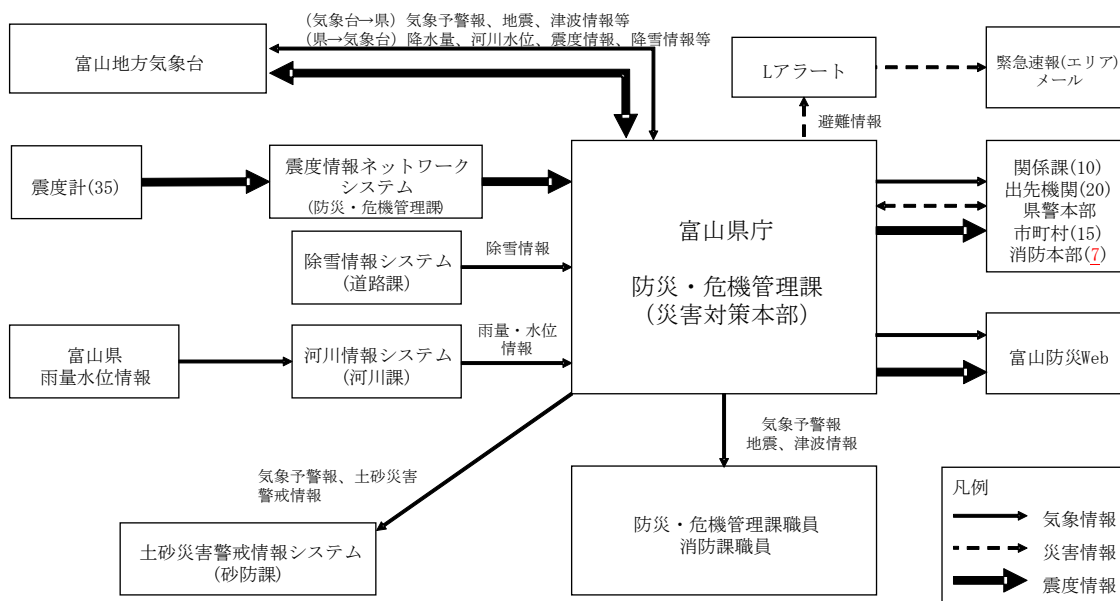 (気象台→県) 気象予警報、地震、津波情報等
(県→気象台) 降水量、河川水位、震度情報、降雪情報等
富山地方気象台
Lアラート
緊急速報(エリア)
メール
避難情報
震度計(35)
震度情報ネットワーク
システム
(防災・危機管理課)
富山県庁
防災・危機管理課
(災害対策本部)
関係課(10)
出先機関(20)
県警本部
市町村(15)
消防本部(7)
除雪情報システム
(道路課)
除雪情報
富山県
雨量水位情報
河川情報システム
(河川課)
雨量・水位
情報
富山防災Web
気象予警報
地震、津波情報
気象予警報、土砂災害
警戒情報
土砂災害警戒情報システム
(砂防課)
防災・危機管理課職員
消防課職員
凡例
気象情報
災害情報
震度情報